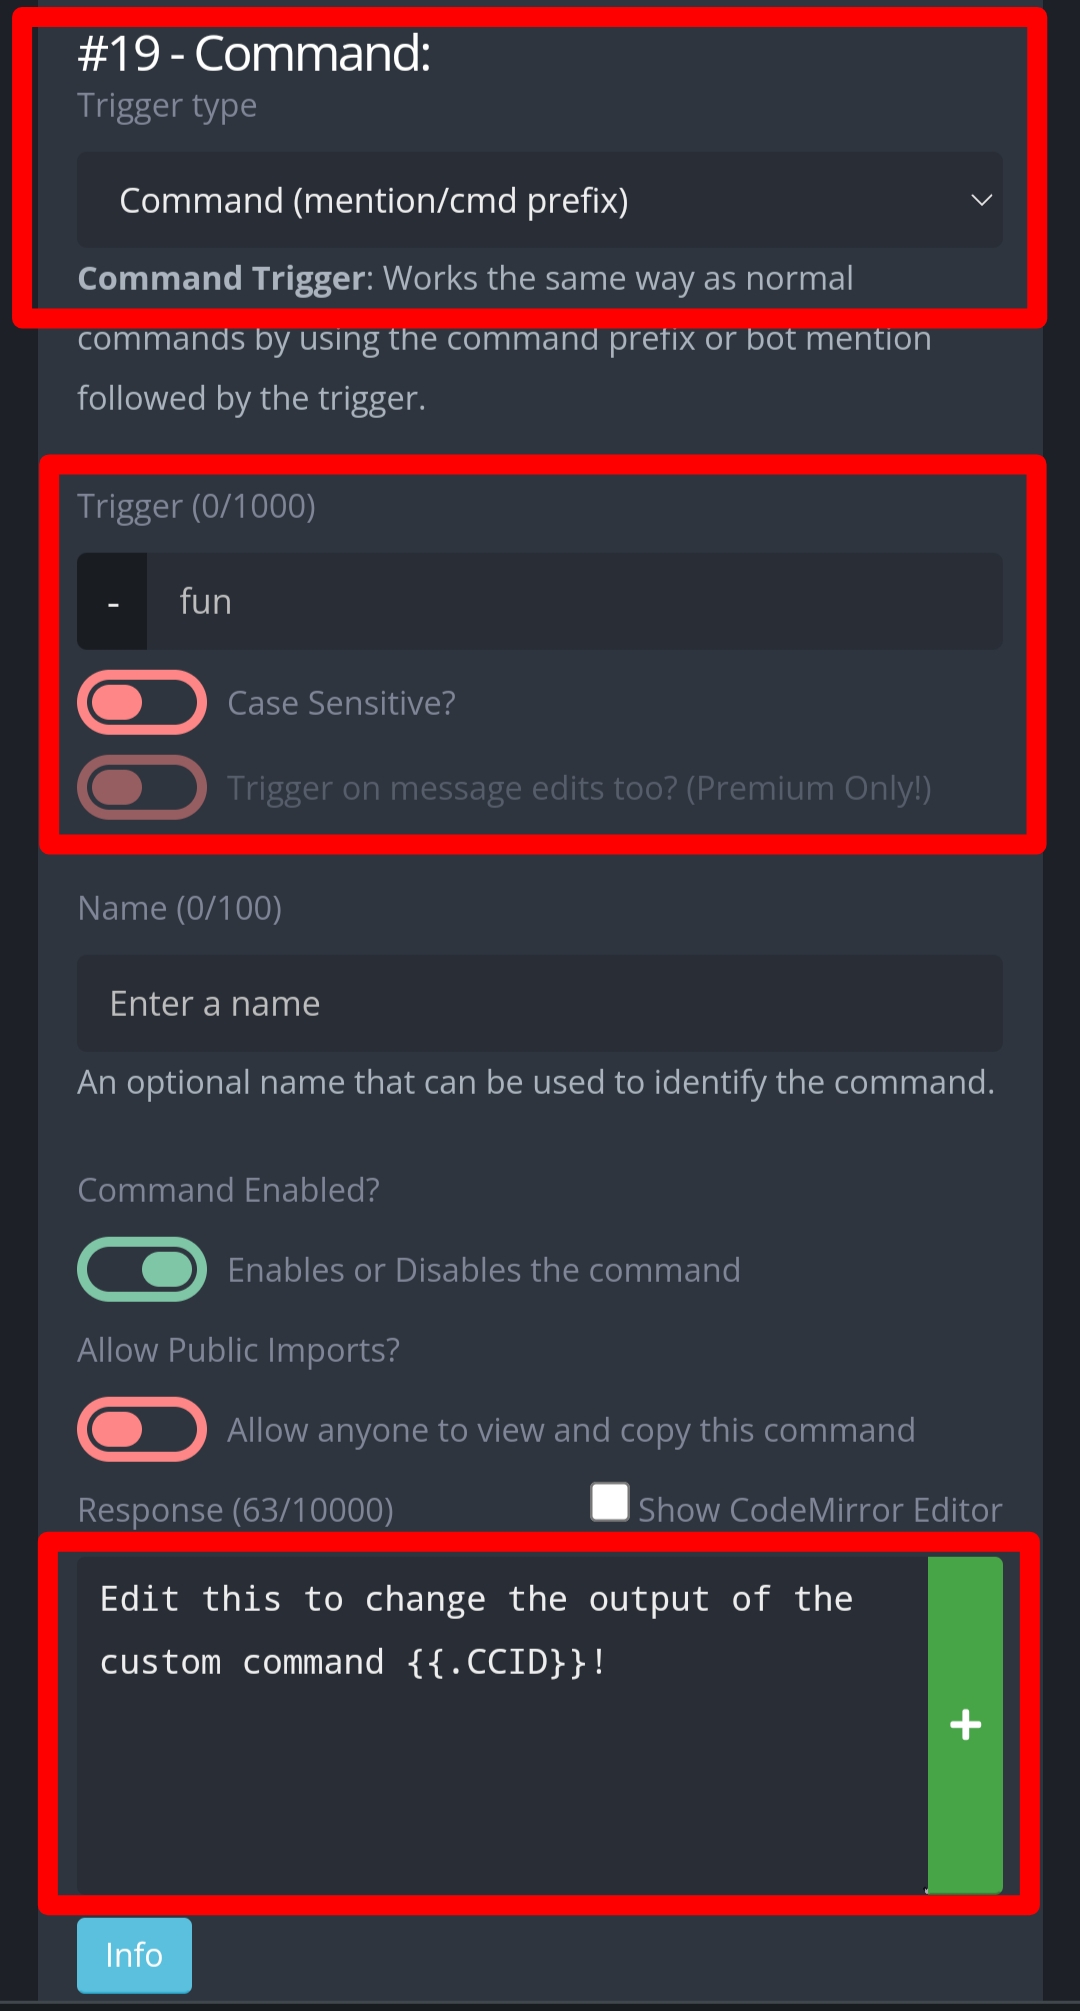 #19 - Command:
Trigger type
Command (mention/cmd prefix)
Command Trigger: Works the same way as normal
commands by using the command prefix or bot mention
followed by the trigger.
Trigger (0/1000)
- fun
Case Sensitive?
Trigger on message edits too? (Premium Only!)
Name (0/100)
Enter a name
An optional name that can be used to identify the command.
Command Enabled?
Enables or Disables the command
Allow Public Imports?
Allow anyone to view and copy this command
Response (63/10000) Show CodeMirror Editor
Edit this to change the output of the
custom command {{.CCID}}!
+
Info